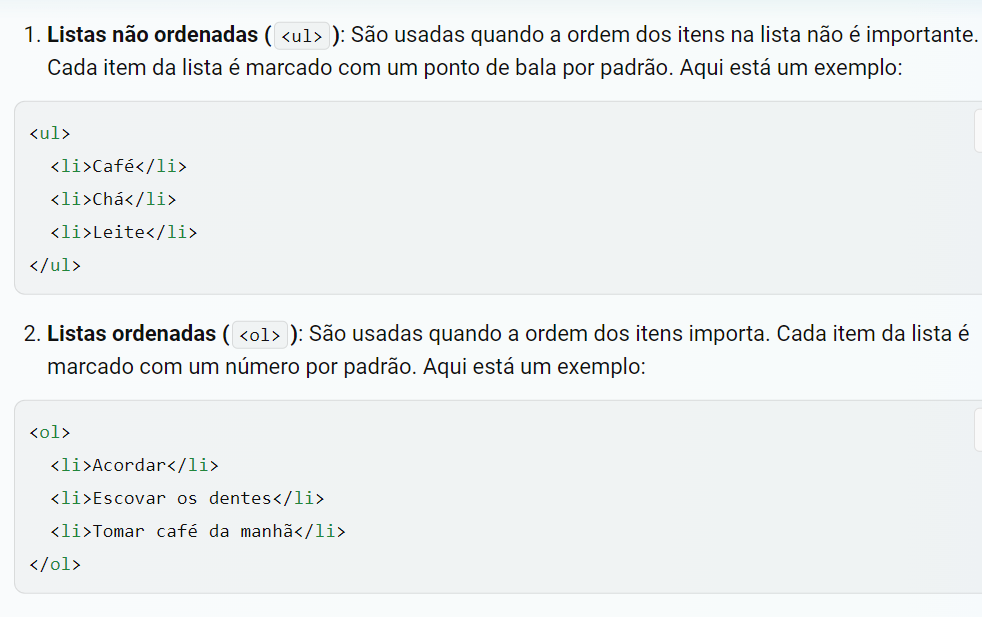 1. Listas não ordenadas ( <ul> ): São usadas quando a ordem dos itens na lista não é importante.
Cada item da lista é marcado com um ponto de bala por padrão. Aqui está um exemplo:
<ul>
  <li>Café</li>
  <li>Chá</li>
  <li>Leite</li>
</ul>
2. Listas ordenadas ( <ol> ): São usadas quando a ordem dos itens importa. Cada item da lista é
marcado com um número por padrão. Aqui está um exemplo:
<ol>
  <li>Acordar</li>
  <li>Escovar os dentes</li>
  <li>Tomar café da manhã</li>
</ol>